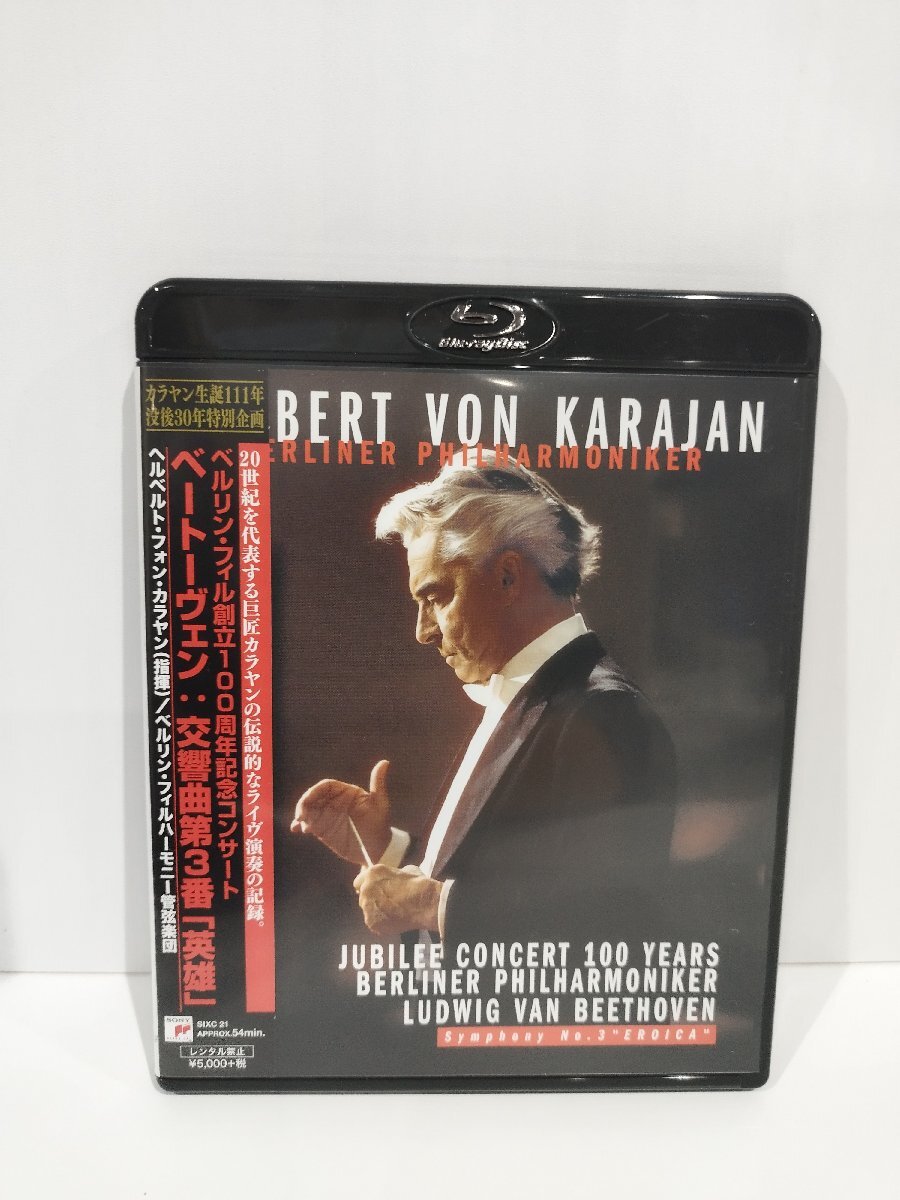 Blu-ray Disc
カラヤン生誕111年
没後30年特別企画
BERT VON KARAJAN
ERLINER PHILHARMONIKER
20世紀を代表する巨匠カラヤンの伝説的なライヴ演奏の記録。
ベルリン・フィル創立100周年記念コンサート
ベートーヴェン:交響曲第3番「英雄」
ヘルベルト・フォン・カラヤン(指揮)/ベルリン・フィルハーモニー管弦楽団
JUBILEE CONCERT 100 YEARS
BERLINER PHILHARMONIKER
LUDWIG VAN BEETHOVEN
Symphony No.3 "EROICA"
SONY
SIXC 21
APPROX.54min.
レンタル禁止
¥5,000+税